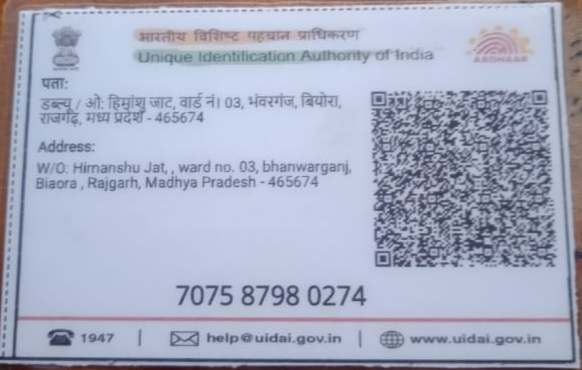 भारतीय विशिष्ट पहचान प्राधिकरण
Unique Identification Authority of India
AADHAAR
पता:
डब्ल्यू / ओ: हिमांशु जाट, वार्ड नं। 03, भंवरगंज, बियोरा,
राजगढ़, मध्य प्रदेश - 465674
Address:
W/O: Himanshu Jat, , ward no. 03, bhanwarganj,
Biaora , Rajgarh, Madhya Pradesh - 465674
7075 8798 0274
1947 | help@uidai.gov.in | www.uidai.gov.in